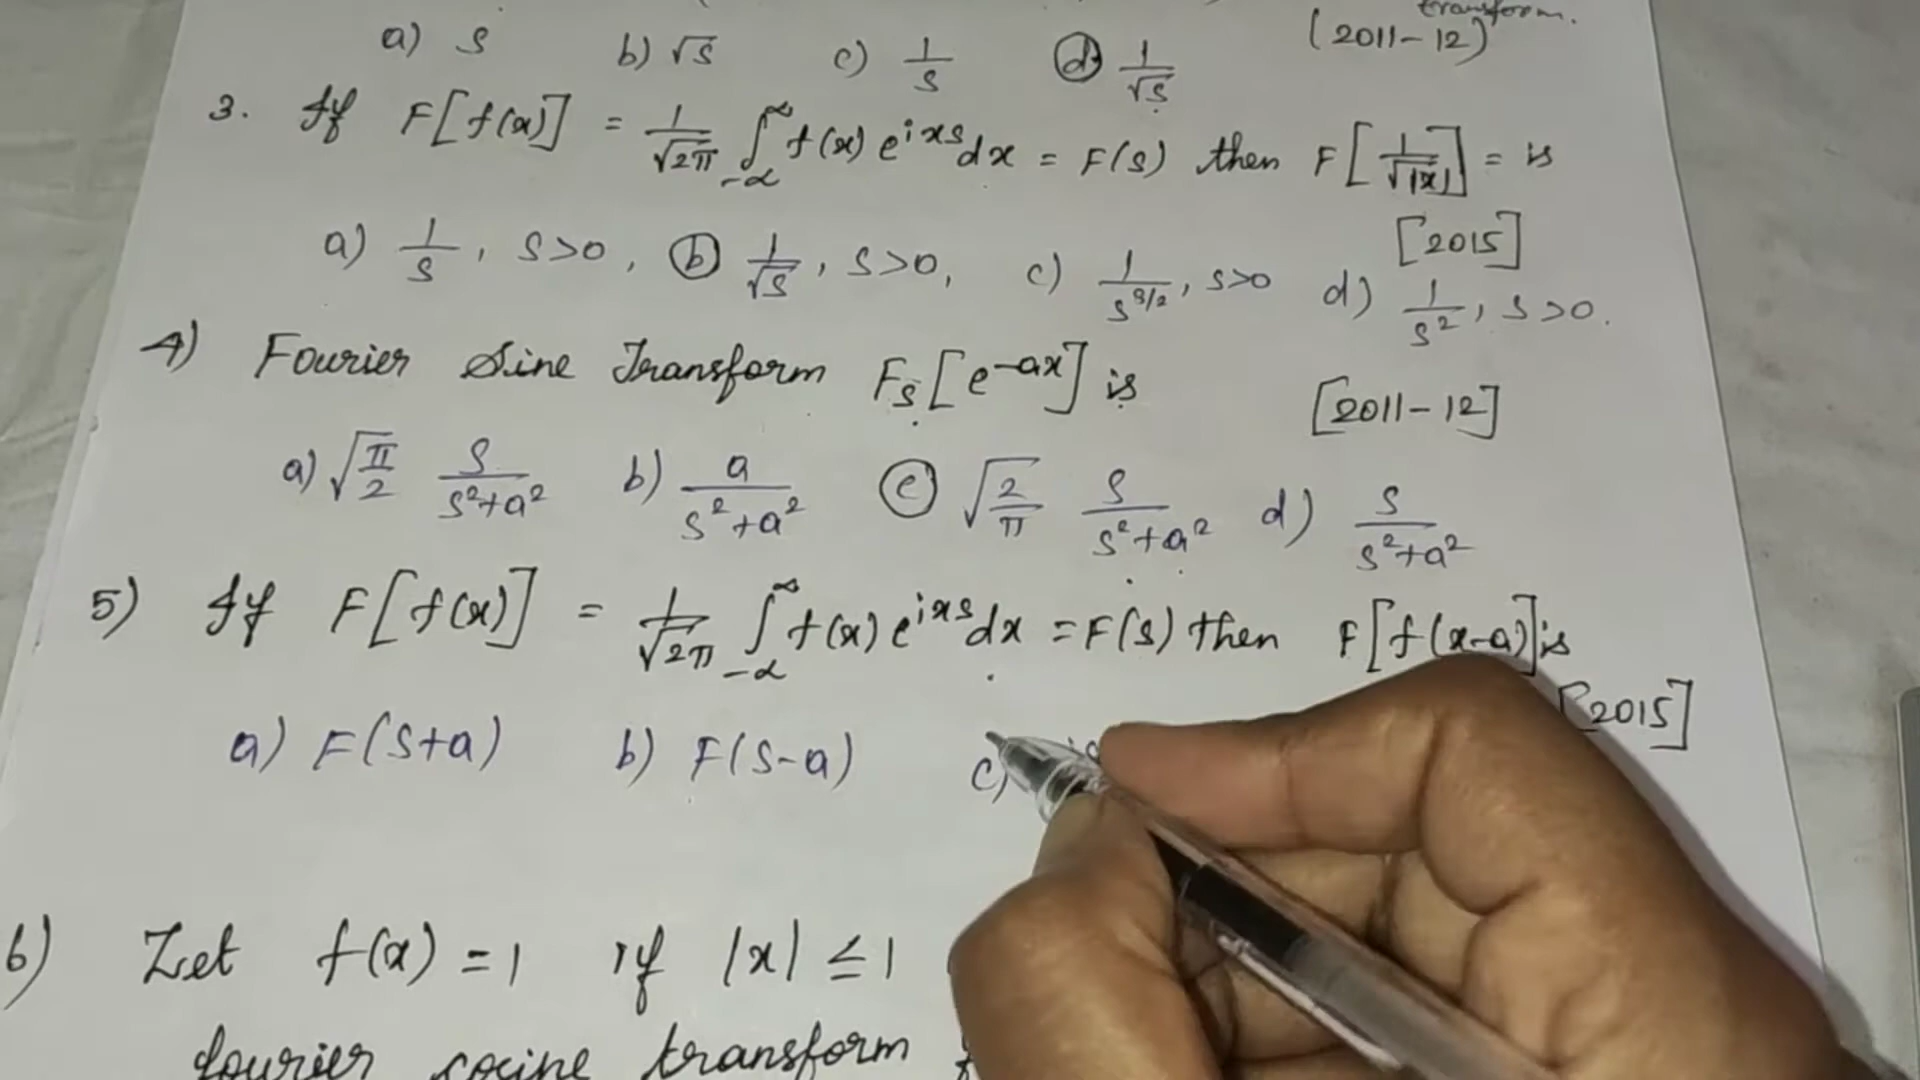 transform.
a) s b) √s c) 1/s d) 1/√s (2011-12)
3. If F[f(x)] = 1/√2π ∫_{-∞}^{∞} f(x) e^{ixs} dx = F(s) then F[1/√|x|] = is
[2015]
a) 1/s, s>0, b) 1/√s, s>0, c) 1/s^{3/2}, s>0 d) 1/s², s>0.
4) Fourier Sine Transform Fs[e^{-ax}] is [2011-12]
a) √π/2 s/s²+a² b) a/s²+a² c) √2/π s/s²+a² d) s/s²+a²
5) If F[f(x)] = 1/√2π ∫_{-∞}^{∞} f(x) e^{ixs} dx = F(s) then F[f(x-a)] is
[2015]
a) F(s+a) b) F(s-a) c)
6) Let f(x) = 1 if |x| ≤ 1
fourier cosine transform